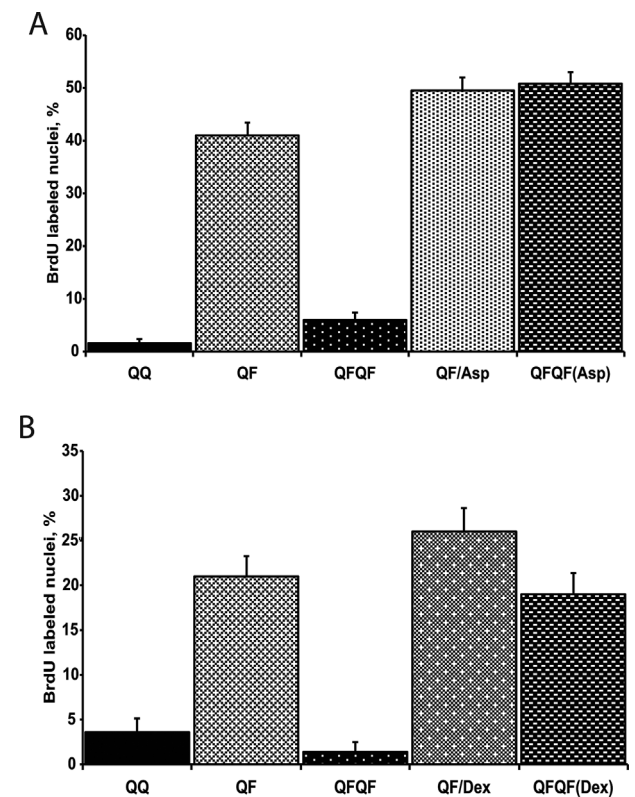 A
BrdU labeled nuclei, %
60
50
40
30
20
10
0
QQ QF QFQF QF/Asp QFQF(Asp)
B
BrdU labeled nuclei, %
35
30
25
20
15
10
5
0
QQ QF QFQF QF/Dex QFQF(Dex)